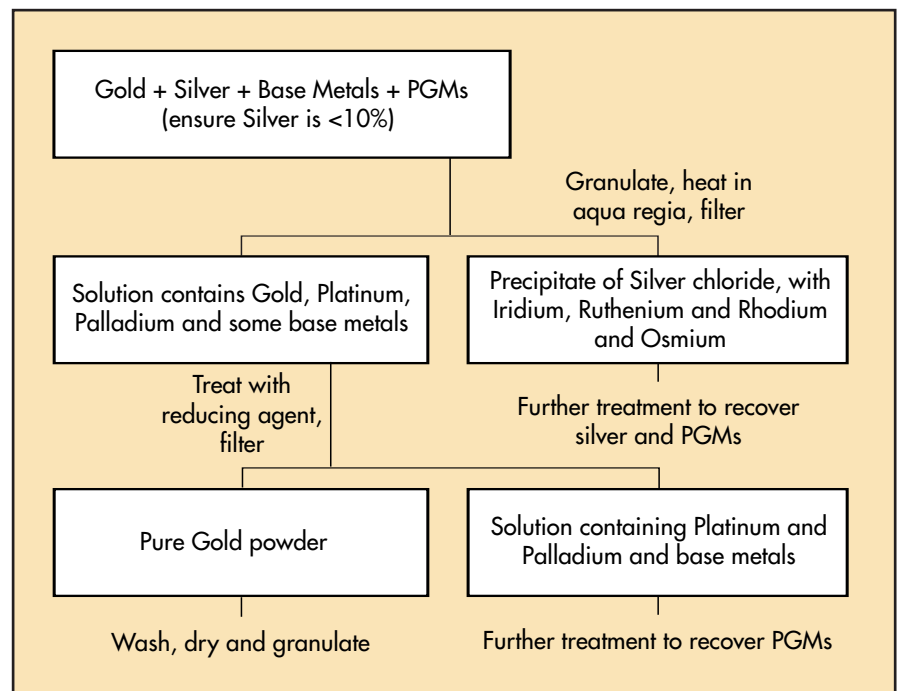 Gold + Silver + Base Metals + PGMs
(ensure Silver is <10%)
Granulate, heat in
aqua regia, filter
Solution contains Gold, Platinum,
Palladium and some base metals
Precipitate of Silver chloride, with
Iridium, Ruthenium and Rhodium
and Osmium
Treat with
reducing agent,
filter
Further treatment to recover
silver and PGMs
Pure Gold powder
Solution containing Platinum and
Palladium and base metals
Wash, dry and granulate
Further treatment to recover PGMs